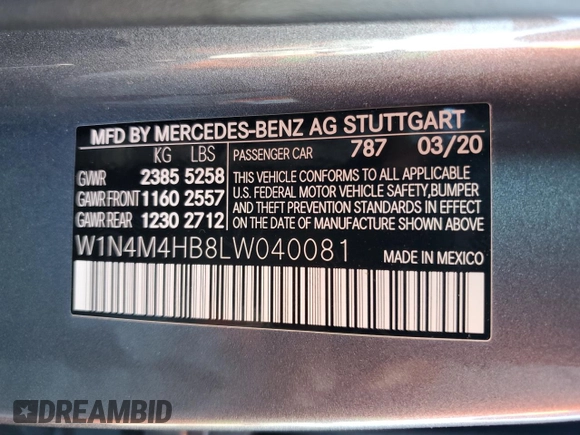 MFD BY MERCEDES-BENZ AG STUTTGART
KG LBS
GVWR 2385 5258
GAWR FRONT 1160 2557
GAWR REAR 1230 2712
PASSENGER CAR 787 03/20
THIS VEHICLE CONFORMS TO ALL APPLICABLE
U.S. FEDERAL MOTOR VEHICLE SAFETY, BUMPER
AND THEFT PREVENTION STANDARDS IN EFFECT
ON THE DATE OF MANUFACTURE SHOWN ABOVE.
W1N4M4HB8LW040081
MADE IN MEXICO
DREAMBID